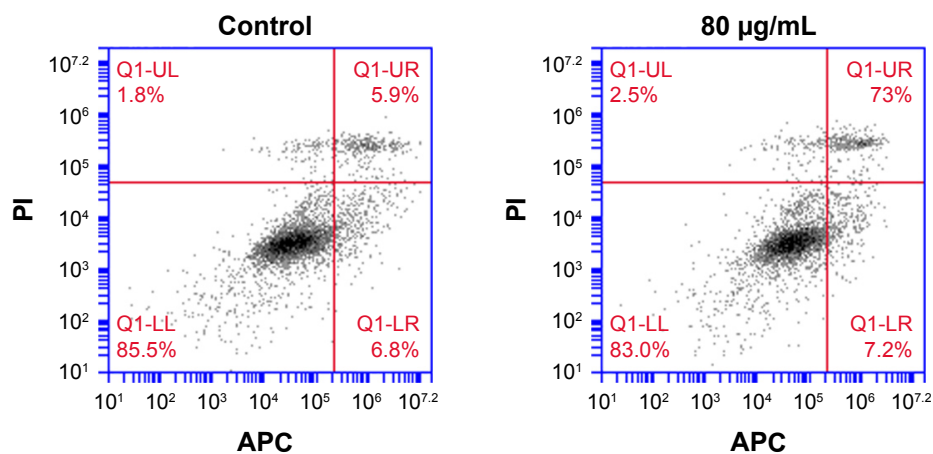 Control
Q1-UL
1.8%
Q1-UR
5.9%
Q1-LL
85.5%
Q1-LR
6.8%
10^7.2
10^6
10^5
10^4
10^3
10^2
10^1
PI
10^1 10^2 10^3 10^4 10^5 10^6 10^7.2
APC
80 µg/mL
Q1-UL
2.5%
Q1-UR
73%
Q1-LL
83.0%
Q1-LR
7.2%
10^7.2
10^6
10^5
10^4
10^3
10^2
10^1
PI
10^1 10^2 10^3 10^4 10^5 10^6 10^7.2
APC